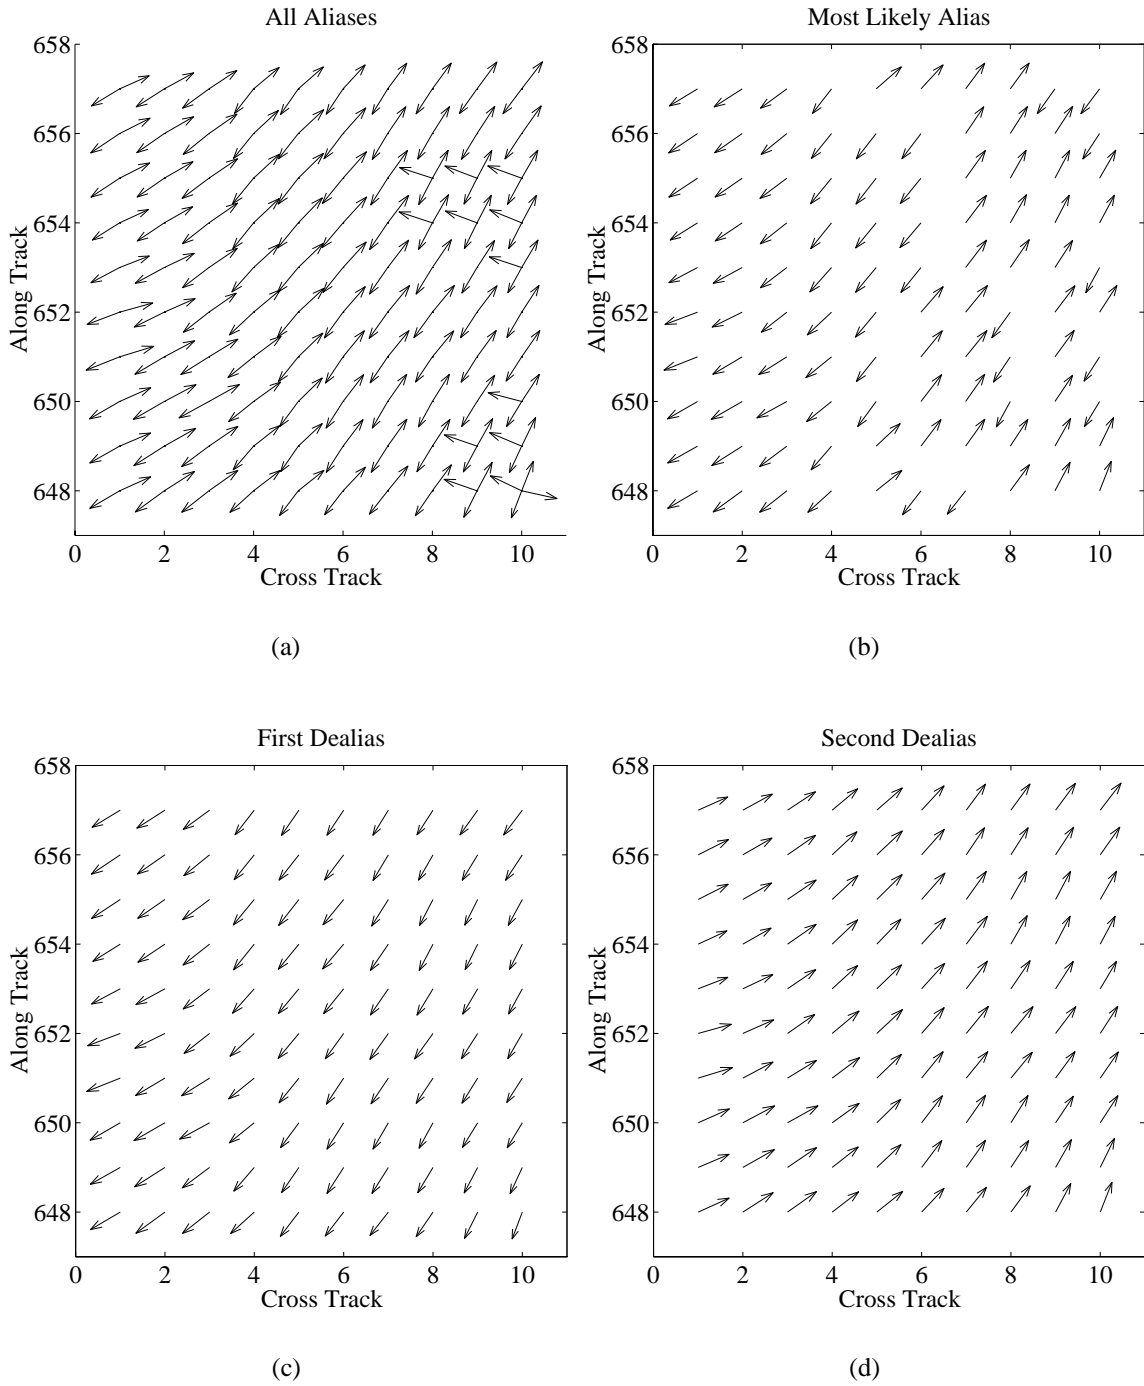 All Aliases
658
656
654
652
650
648
0 2 4 6 8 10
Along Track
Cross Track
(a)
Most Likely Alias
658
656
654
652
650
648
0 2 4 6 8 10
Along Track
Cross Track
(b)
First Dealias
658
656
654
652
650
648
0 2 4 6 8 10
Along Track
Cross Track
(c)
Second Dealias
658
656
654
652
650
648
0 2 4 6 8 10
Along Track
Cross Track
(d)